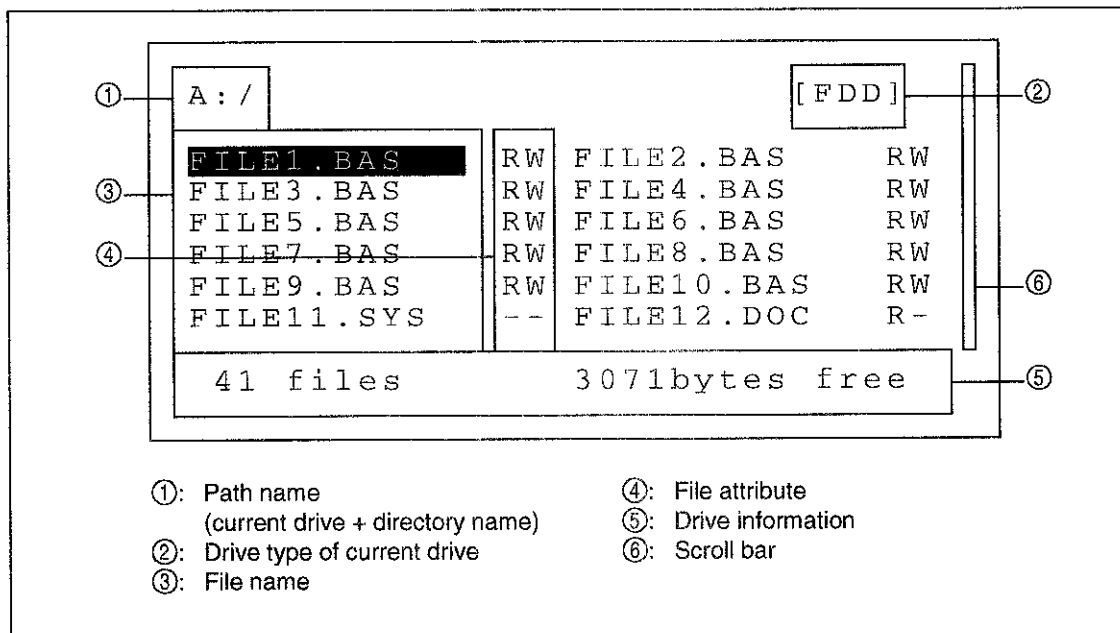 ① A:/ [FDD] ②
FILE1.BAS RW FILE2.BAS RW
③ FILE3.BAS RW FILE4.BAS RW
FILE5.BAS RW FILE6.BAS RW
④ FILE7.BAS RW FILE8.BAS RW
FILE9.BAS RW FILE10.BAS RW ⑥
FILE11.SYS -- FILE12.DOC R-
41 files 3071bytes free ⑤
①: Path name
(current drive + directory name)
②: Drive type of current drive
③: File name
④: File attribute
⑤: Drive information
⑥: Scroll bar